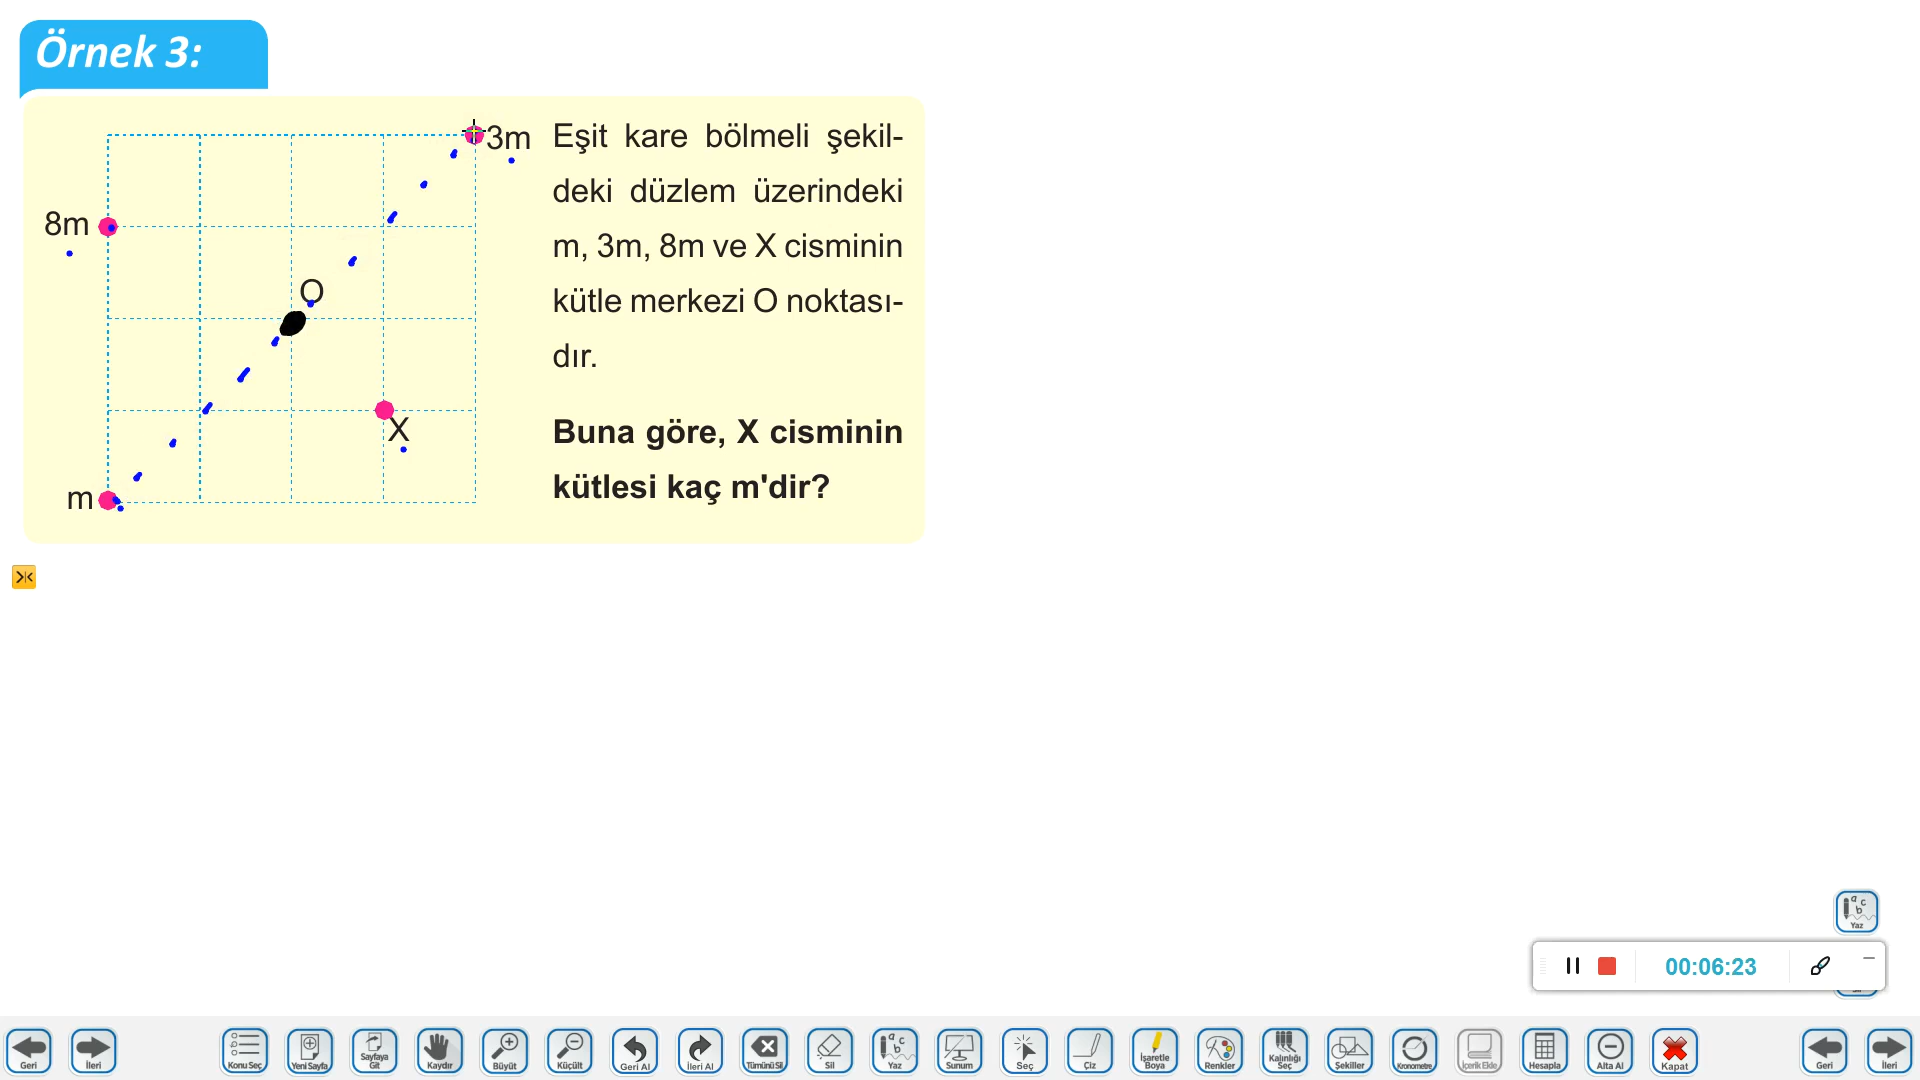 Örnek 3:
3m
8m
O
X
m
Eşit kare bölmeli şekil-
deki düzlem üzerindeki
m, 3m, 8m ve X cisminin
kütle merkezi O noktası-
dır.
Buna göre, X cisminin
kütlesi kaç m'dir?
a b c
Yaz
00:06:23
Geri
İleri
Konu Seç
Yeni Sayfa
Sayfaya Git
Kaydır
Büyüt
Küçült
Geri Al
İleri Al
Tümünü Sil
Sil
Yaz
Sunum
Seç
Çiz
İşaretle Boya
Renkler
Kalınlığı Seç
Şekiller
Kronometre
İçerik Ekle
Hesapla
Alta Al
Kapat
Geri
İleri